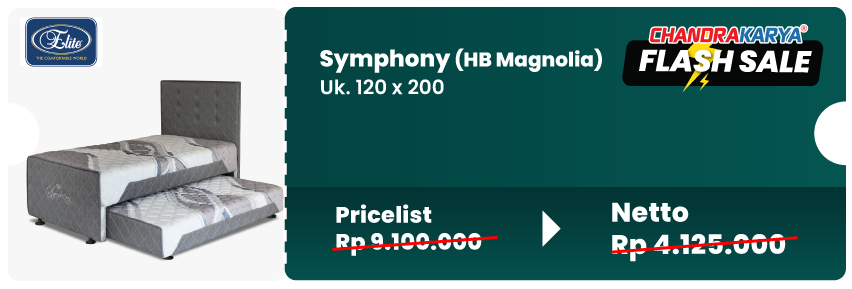 Elite
THE COMFORTABLE WORLD
Symphony (HB Magnolia)
Uk. 120 x 200
CHANDRAKARYA®
FLASH SALE
Symphony
Pricelist
Rp 9.100.000
Netto
Rp 4.125.000